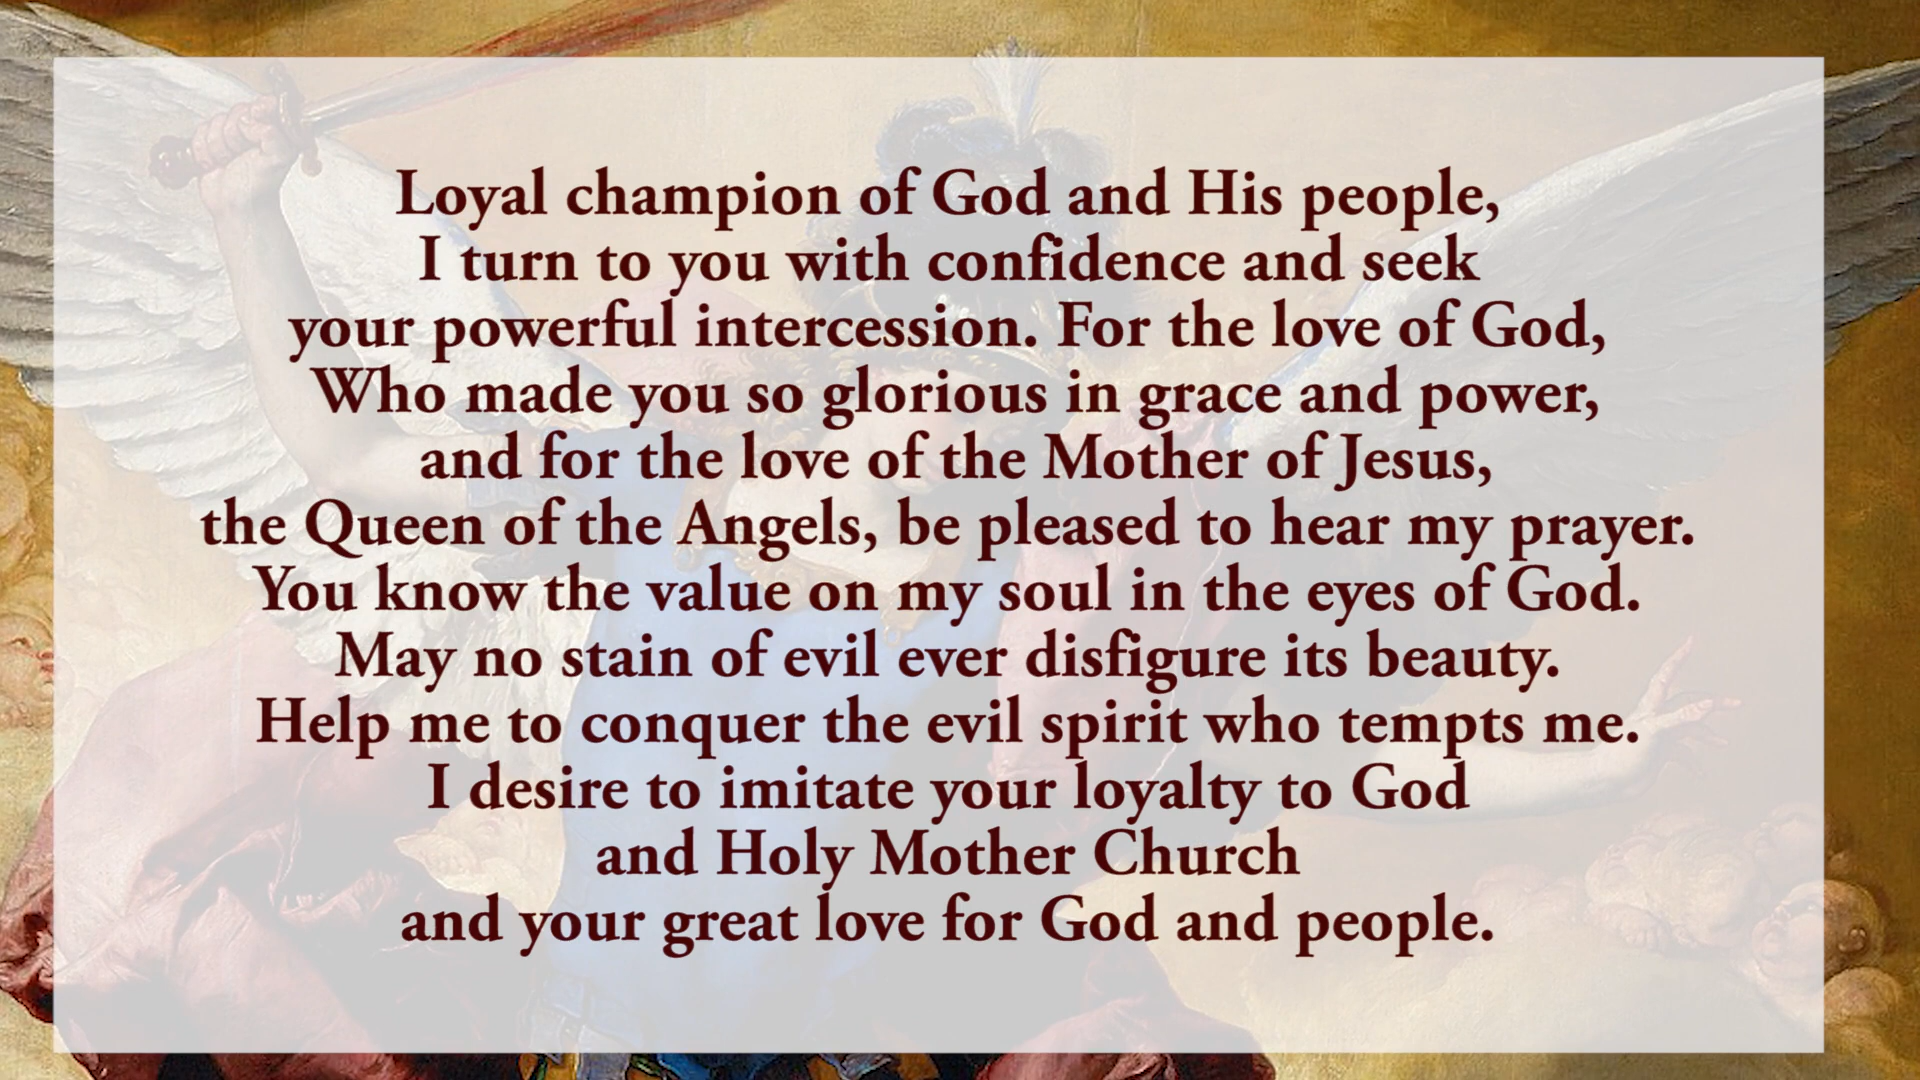 Loyal champion of God and His people,
I turn to you with confidence and seek
your powerful intercession. For the love of God,
Who made you so glorious in grace and power,
and for the love of the Mother of Jesus,
the Queen of the Angels, be pleased to hear my prayer.
You know the value on my soul in the eyes of God.
May no stain of evil ever disfigure its beauty.
Help me to conquer the evil spirit who tempts me.
I desire to imitate your loyalty to God
and Holy Mother Church
and your great love for God and people.